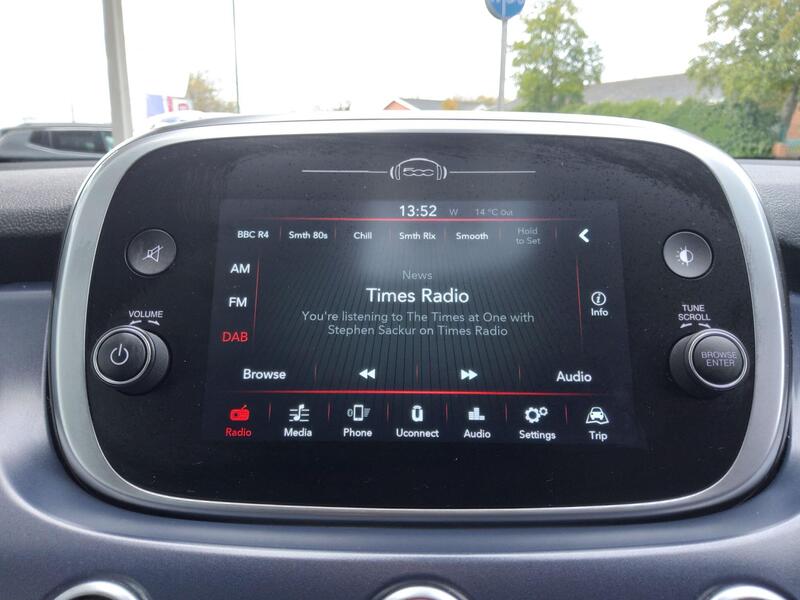 500
13:52 W 14 °C Out
BBC R4 Smth 80s Chill Smth Rlx Smooth Hold
to Set
AM
FM
DAB
News
Times Radio
You're listening to The Times at One with
Stephen Sackur on Times Radio
Info
Browse Audio
Radio Media Phone Uconnect Audio Settings Trip
VOLUME
TUNE
SCROLL
BROWSE
ENTER